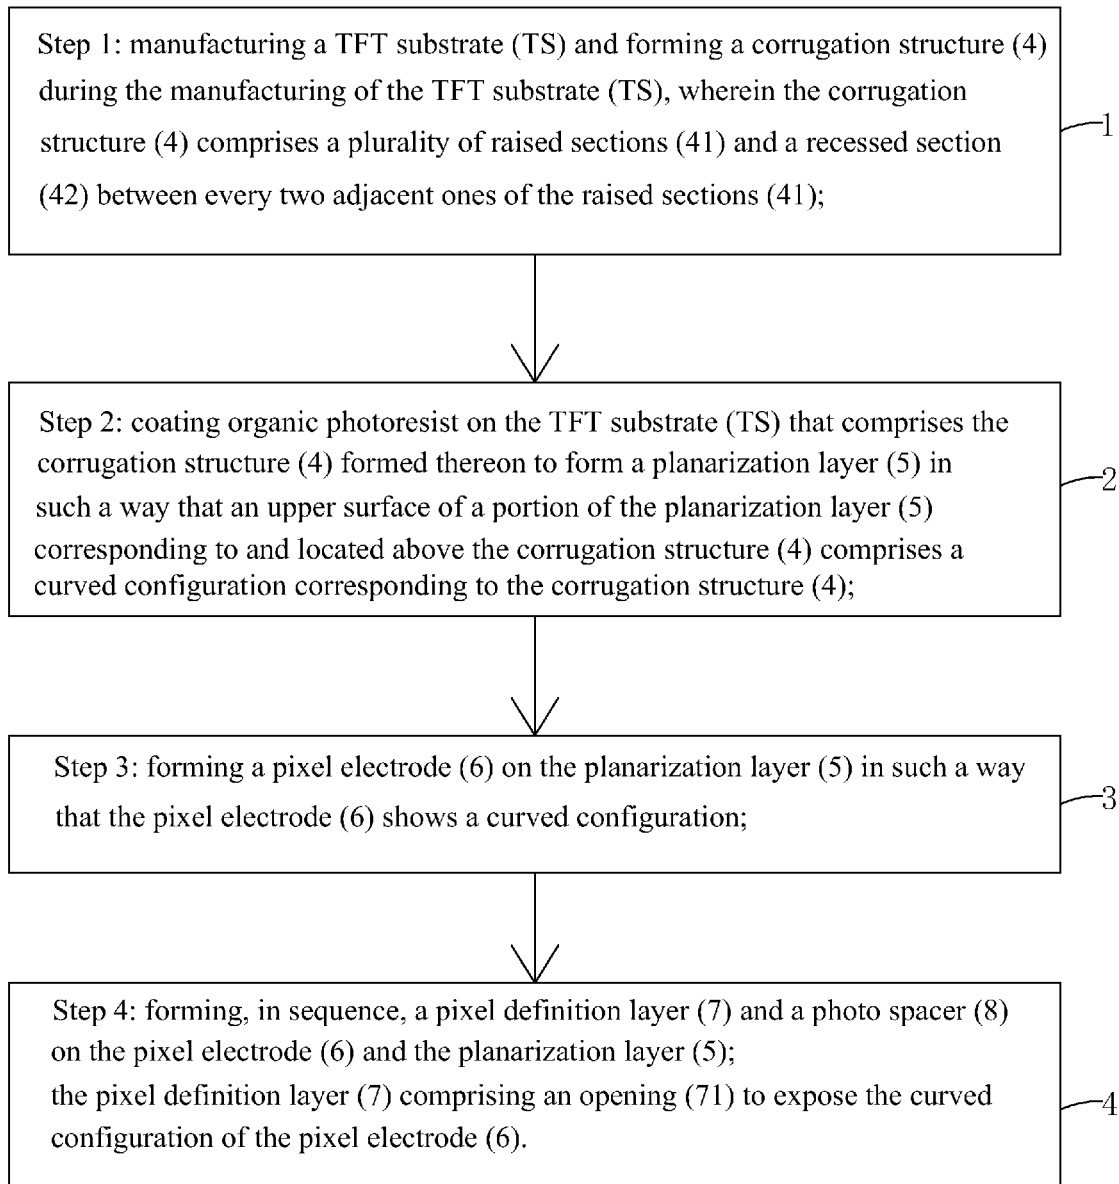 Step 1: manufacturing a TFT substrate (TS) and forming a corrugation structure (4)
during the manufacturing of the TFT substrate (TS), wherein the corrugation
structure (4) comprises a plurality of raised sections (41) and a recessed section
(42) between every two adjacent ones of the raised sections (41);
1
Step 2: coating organic photoresist on the TFT substrate (TS) that comprises the
corrugation structure (4) formed thereon to form a planarization layer (5) in
such a way that an upper surface of a portion of the planarization layer (5)
corresponding to and located above the corrugation structure (4) comprises a
curved configuration corresponding to the corrugation structure (4);
2
Step 3: forming a pixel electrode (6) on the planarization layer (5) in such a way
that the pixel electrode (6) shows a curved configuration;
3
Step 4: forming, in sequence, a pixel definition layer (7) and a photo spacer (8)
on the pixel electrode (6) and the planarization layer (5);
the pixel definition layer (7) comprising an opening (71) to expose the curved
configuration of the pixel electrode (6).
4